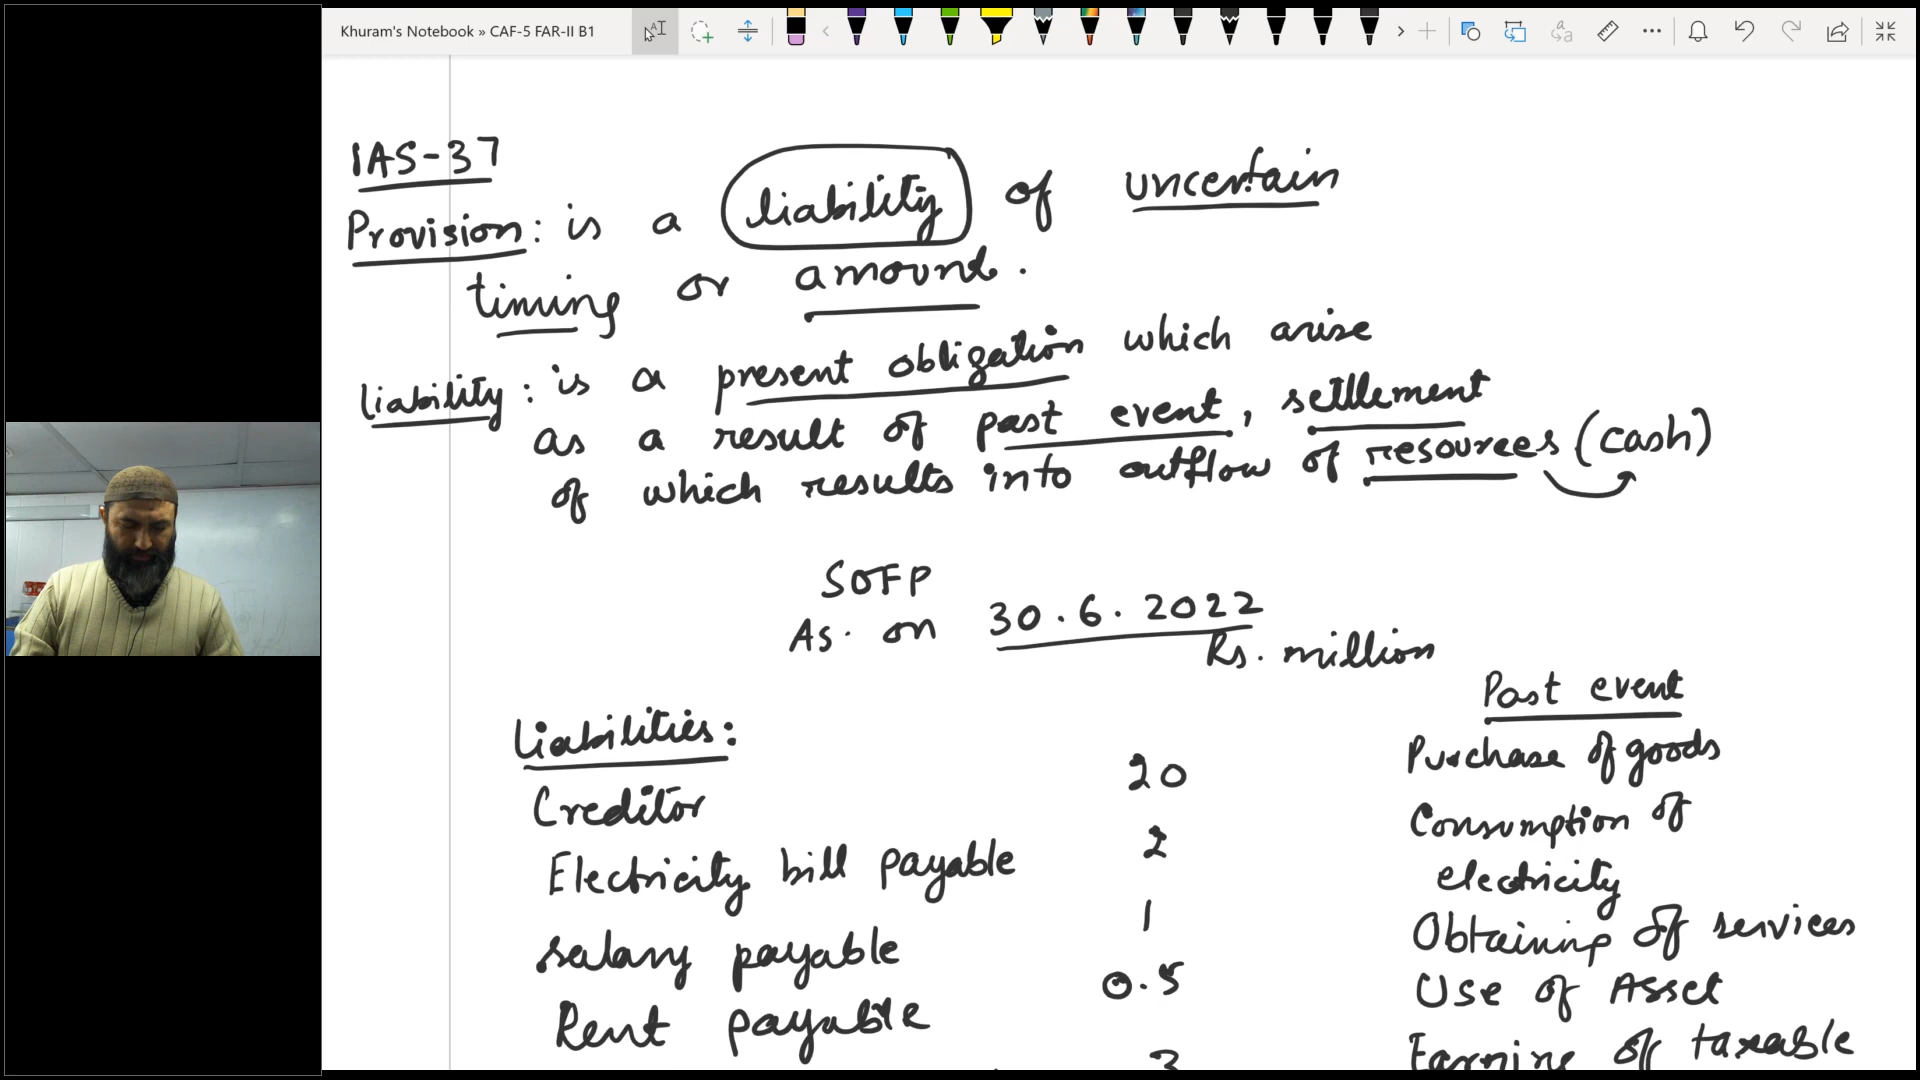 Khuram's Notebook » CAF-5 FAR-II B1
IAS-37
Provision: is a liability of uncertain
timing or amount.
Liability: is a present obligation which arise
as a result of past event, settlement
of which results into outflow of resources (cash)
SOFP
As. on 30.6.2022
Rs. million
Past event
Liabilities:
Creditor 20 Purchase of goods
Electricity bill payable 2 Consumption of
electricity
Salary payable 1 Obtaining of services
Rent payable 0.5 Use of Asset
3 Earning of taxable